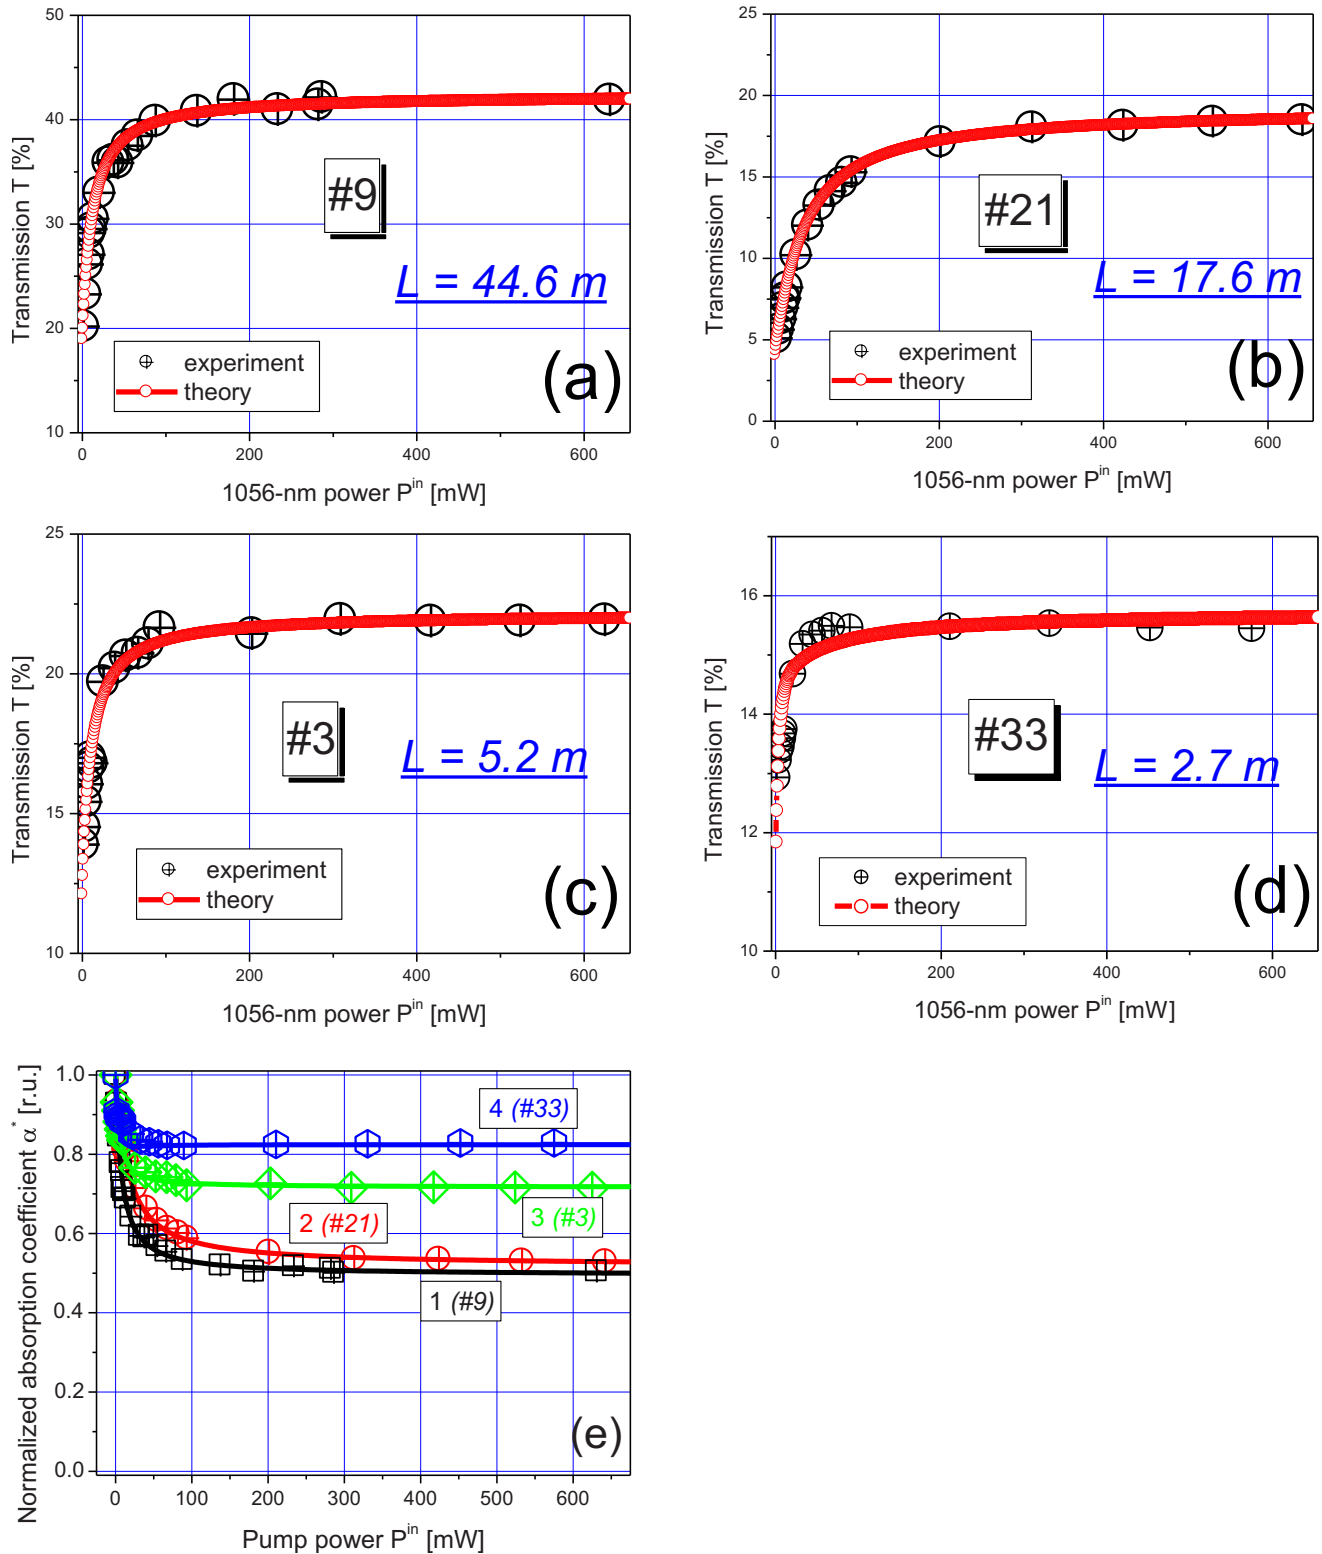 50
40
30
20
10
Transmission T [%]
#9
L = 44.6 m
experiment
theory
(a)
0
200
400
600
1056-nm power P^in [mW]
25
20
15
10
5
0
Transmission T [%]
#21
L = 17.6 m
experiment
theory
(b)
0
200
400
600
1056-nm power P^in [mW]
25
20
15
10
Transmission T [%]
#3
L = 5.2 m
experiment
theory
(c)
0
200
400
600
1056-nm power P^in [mW]
16
14
12
10
Transmission T [%]
#33
L = 2.7 m
experiment
theory
(d)
0
200
400
600
1056-nm power P^in [mW]
1.0
0.8
0.6
0.4
0.2
0.0
Normalized absorption coefficient α* [r.u.]
4 (#33)
2 (#21)
3 (#3)
1 (#9)
(e)
0
100
200
300
400
500
600
Pump power P^in [mW]